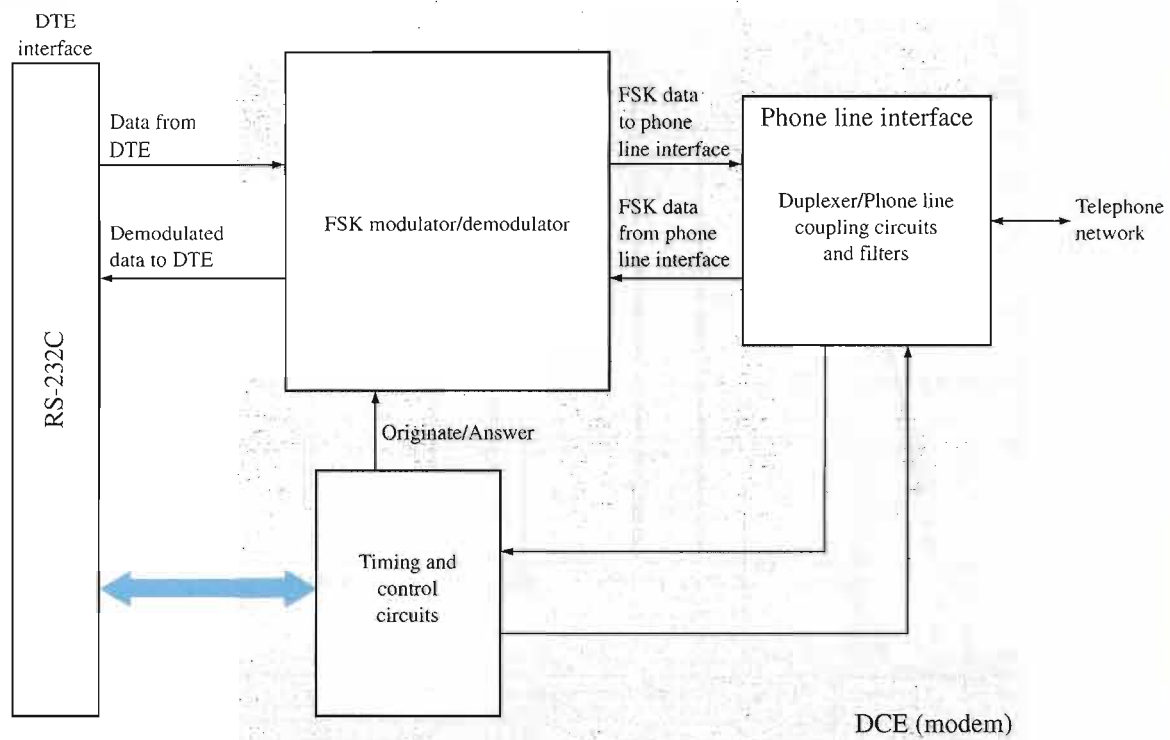 DTE
interface
RS-232C
Data from
DTE
Demodulated
data to DTE
FSK modulator/demodulator
FSK data
to phone
line interface
FSK data
from phone
line interface
Phone line interface
Duplexer/Phone line
coupling circuits
and filters
Telephone
network
Originate/Answer
Timing and
control
circuits
DCE (modem)